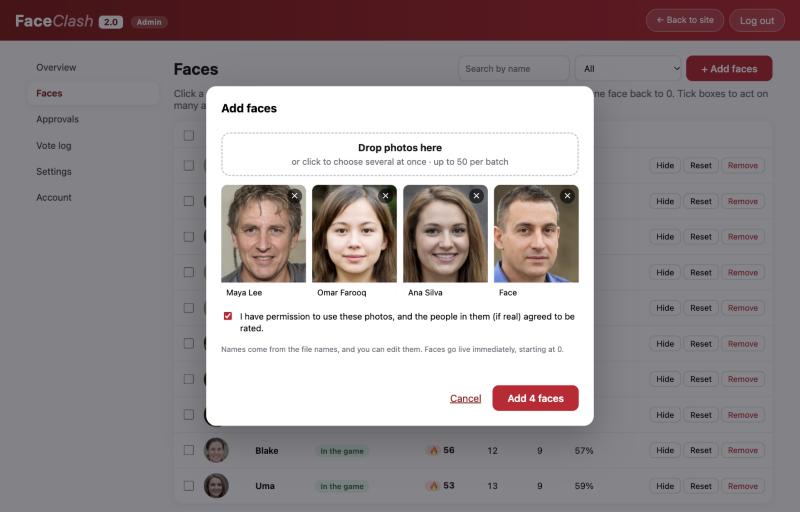 FaceClash 2.0 Admin
← Back to site
Log out
Overview
Faces
Approvals
Vote log
Settings
Account
Faces
Search by name
All
+ Add faces
Click a
ne face back to 0. Tick boxes to act on
many a
Add faces
Drop photos here
or click to choose several at once · up to 50 per batch
Maya Lee
Omar Farooq
Ana Silva
Face
I have permission to use these photos, and the people in them (if real) agreed to be
rated.
Names come from the file names, and you can edit them. Faces go live immediately, starting at 0.
Cancel
Add 4 faces
Hide Reset Remove
Hide Reset Remove
Hide Reset Remove
Hide Reset Remove
Hide Reset Remove
Hide Reset Remove
Hide Reset Remove
Hide Reset Remove
Blake In the game 🔥 56 12 9 57% Hide Reset Remove
Uma In the game 🔥 53 13 9 59% Hide Reset Remove